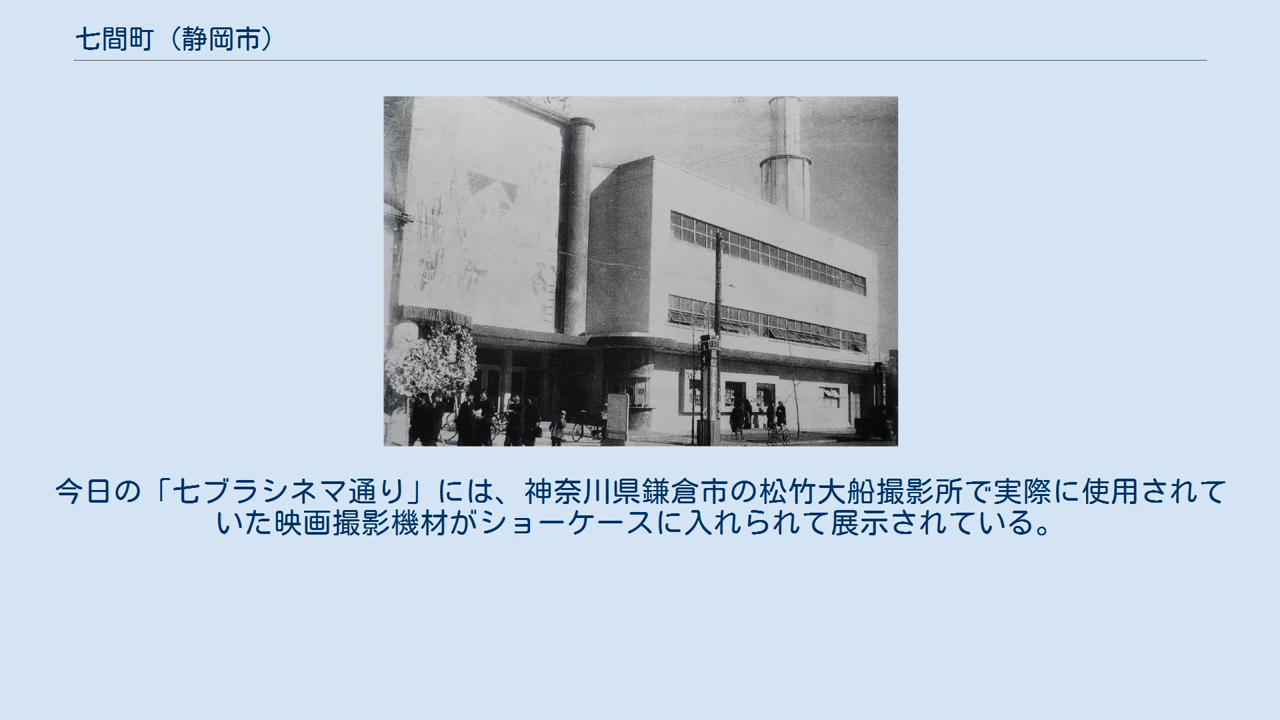 七間町（静岡市）
今日の「七ブラシネマ通り」には、神奈川県鎌倉市の松竹大船撮影所で実際に使用されて
いた映画撮影機材がショーケースに入れられて展示されている。